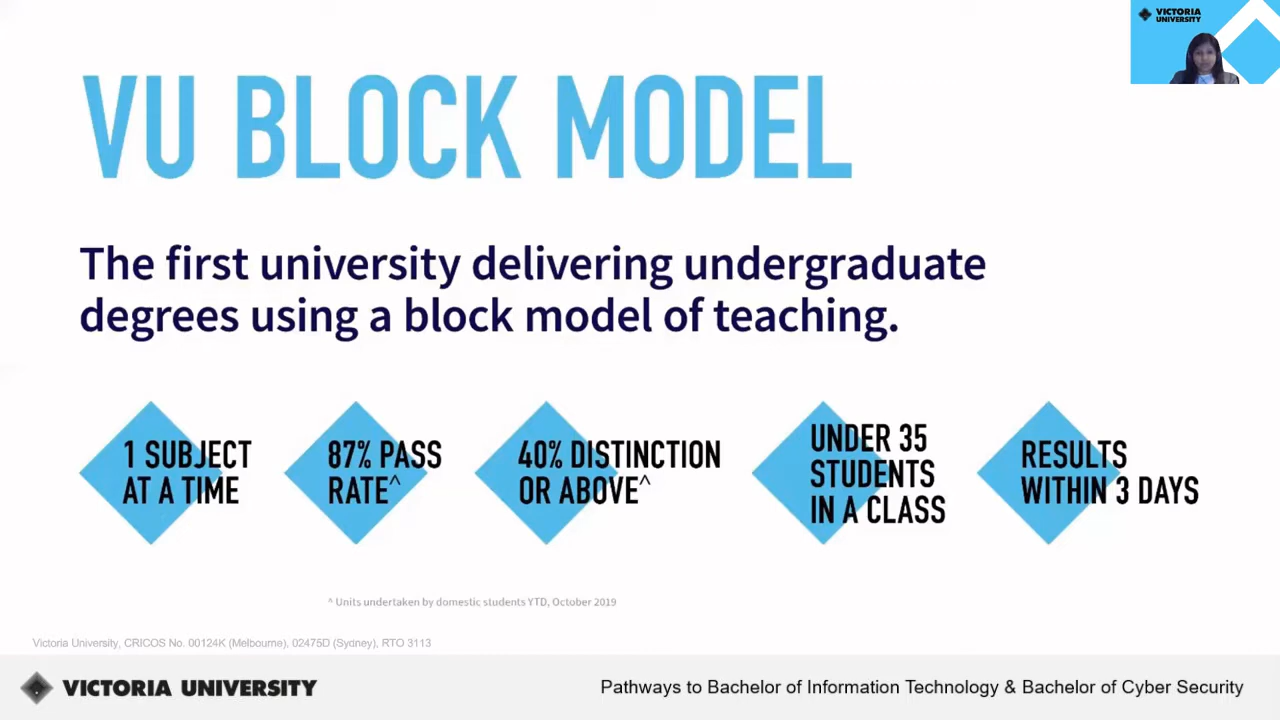 VICTORIA
UNIVERSITY
VU BLOCK MODEL
The first university delivering undergraduate
degrees using a block model of teaching.
1 SUBJECT
AT A TIME
87% PASS
RATE^
40% DISTINCTION
OR ABOVE^
UNDER 35
STUDENTS
IN A CLASS
RESULTS
WITHIN 3 DAYS
^ Units undertaken by domestic students YTD, October 2019
Victoria University, CRICOS No. 00124K (Melbourne), 02475D (Sydney), RTO 3113
VICTORIA UNIVERSITY
Pathways to Bachelor of Information Technology & Bachelor of Cyber Security